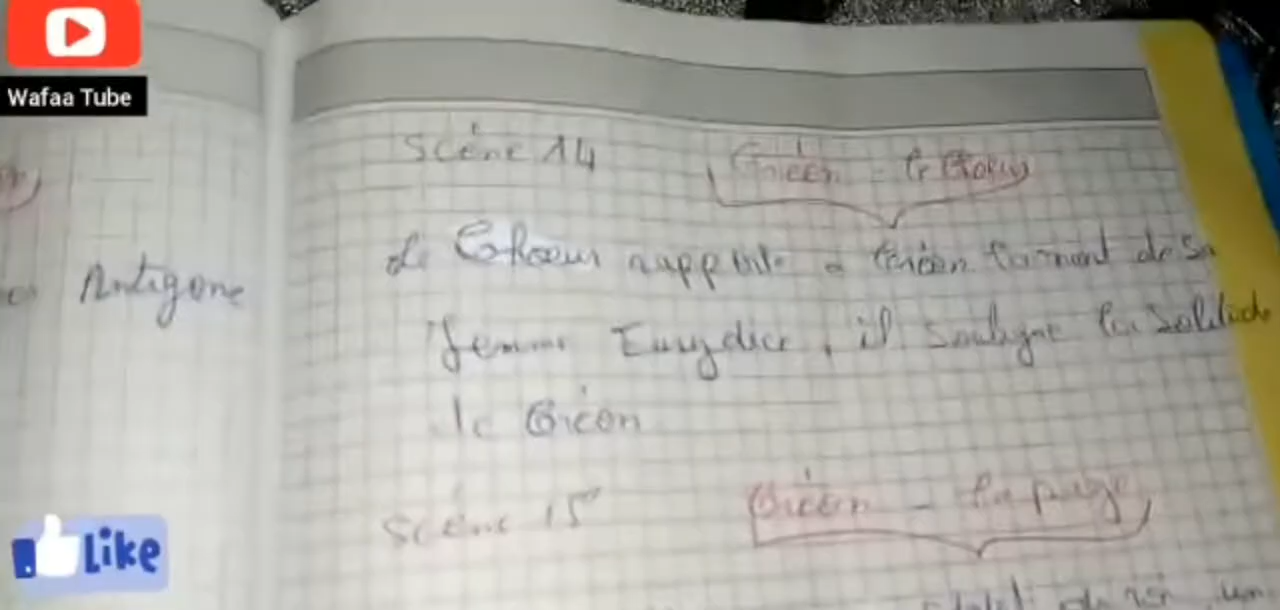 Wafaa Tube
Scène 14 Créon - le Chœur
Le Chœur rapporte a Créon la mort de sa
Antigone
femme Eurydice, il souligne la solitude
de Créon
Scène 15 Créon - la page
Like